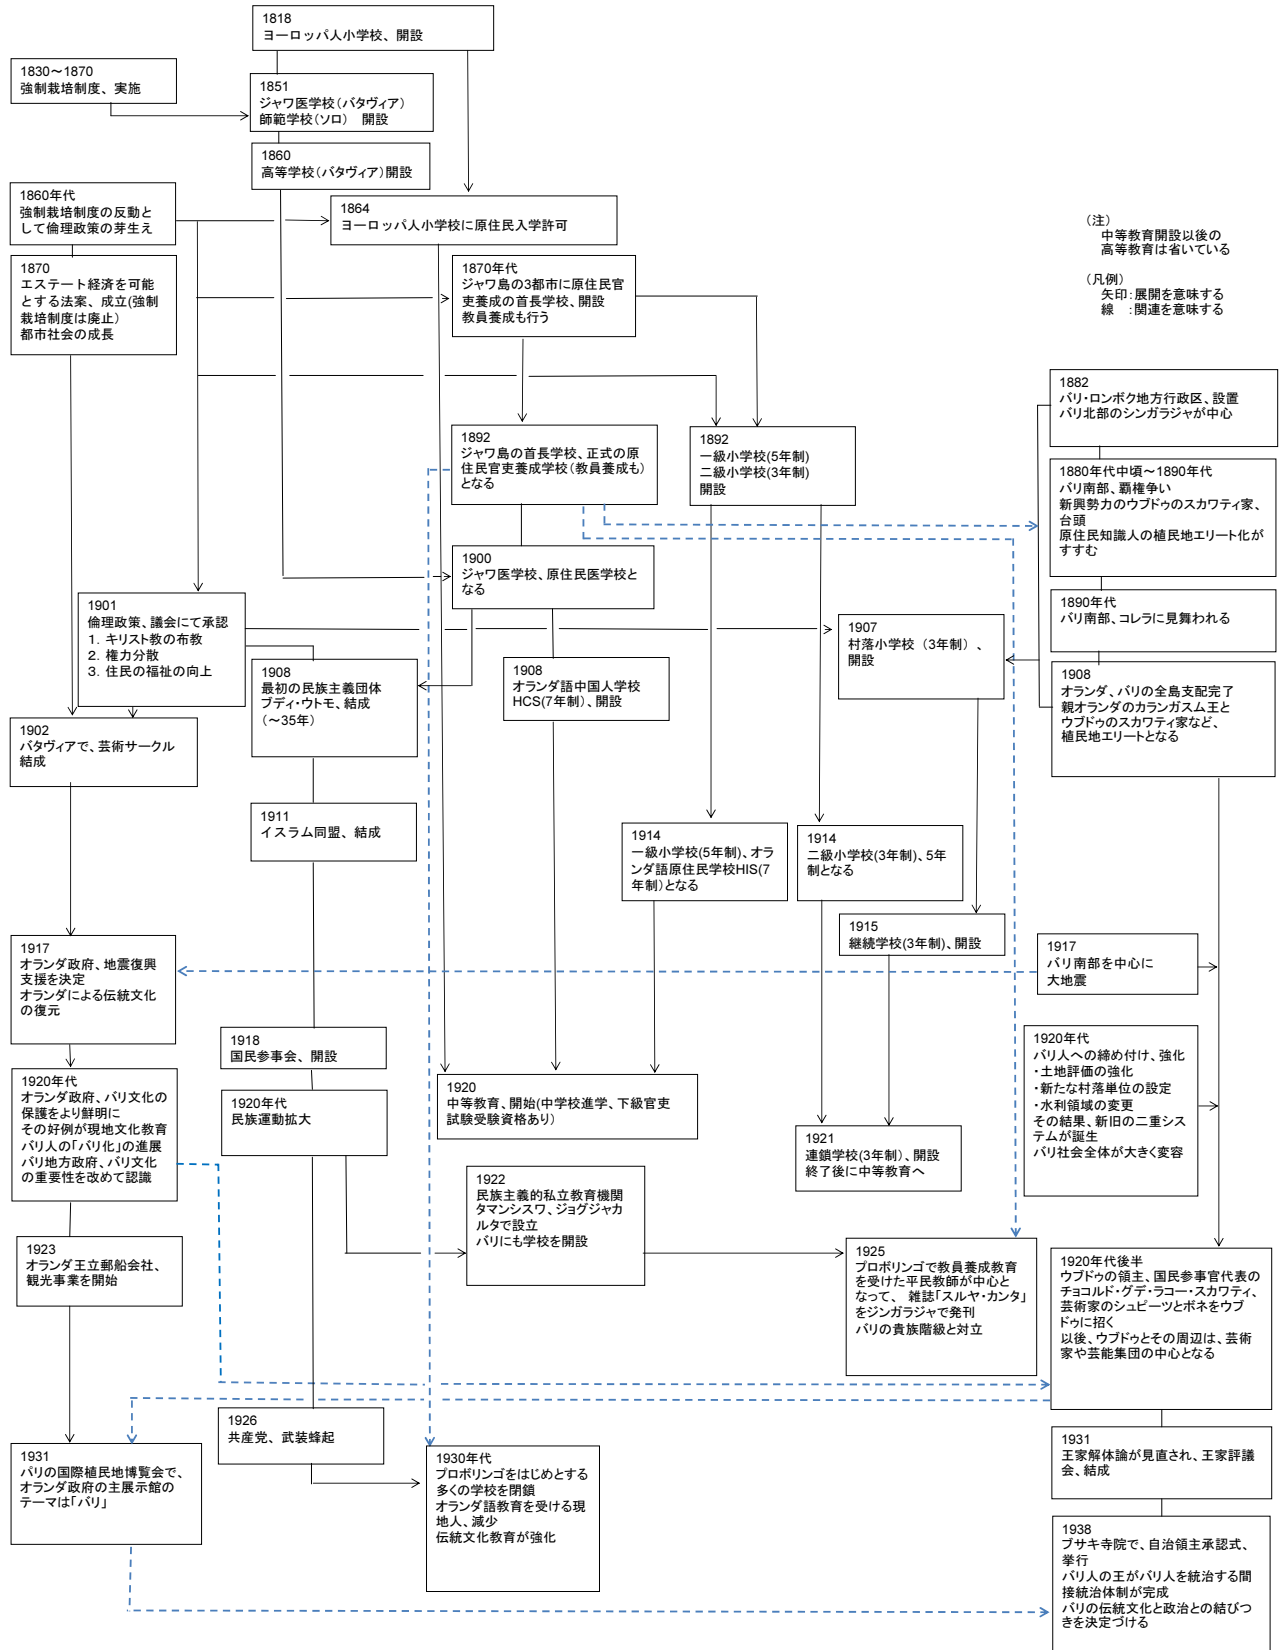 1818
ヨーロッパ人小学校、開設
1830～1870
強制栽培制度、実施
1851
ジャワ医学校（バタヴィア）
師範学校（ソロ）　開設
1860
高等学校（バタヴィア）開設
1860年代
強制栽培制度の反動と
して倫理政策の芽生え
1864
ヨーロッパ人小学校に原住民入学許可
（注）
中等教育開設以後の
高等教育は省いている
（凡例）
矢印：展開を意味する
線　：関連を意味する
1870
エステート経済を可能
とする法案、成立(強制
栽培制度は廃止）
都市社会の成長
1870年代
ジャワ島の3都市に原住民官
吏養成の首長学校、開設
教員養成も行う
1882
バリ・ロンボク地方行政区、設置
バリ北部のシンガラジャが中心
1892
ジャワ島の首長学校、正式の原
住民官吏養成学校（教員養成も）
となる
1892
一級小学校(5年制)
二級小学校(3年制)
開設
1880年代中頃～1890年代
バリ南部、覇権争い
新興勢力のウブドゥのスカワティ家、
台頭
原住民知識人の植民地エリート化が
すすむ
1900
ジャワ医学校、原住民医学校と
なる
1890年代
バリ南部、コレラに見舞われる
1901
倫理政策、議会にて承認
1．キリスト教の布教
2．権力分散
3．住民の福祉の向上
1907
村落小学校（3年制）、
開設
1908
最初の民族主義団体
ブディ・ウトモ、結成
（～35年）
1908
オランダ語中国人学校
HCS(7年制）、開設
1908
オランダ、バリの全島支配完了
親オランダのカランガスム王と
ウブドゥのスカワティ家など、
植民地エリートとなる
1902
バタヴィアで、芸術サークル
結成
1911
イスラム同盟、結成
1914
一級小学校(5年制)、オラ
ンダ語原住民学校HIS(7
年制）となる
1914
二級小学校(3年制)、5年
制となる
1915
継続学校(3年制)、開設
1917
オランダ政府、地震復興
支援を決定
オランダによる伝統文化
の復元
1917
バリ南部を中心に
大地震
1918
国民参事会、開設
1920年代
バリ人への締め付け、強化
・土地評価の強化
・新たな村落単位の設定
・水利領域の変更
その結果、新旧の二重シス
テムが誕生
バリ社会全体が大きく変容
1920年代
オランダ政府、バリ文化の
保護をより鮮明に
その好例が現地文化教育
バリ人の「バリ化」の進展
バリ地方政府、バリ文化
の重要性を改めて認識
1920年代
民族運動拡大
1920
中等教育、開始(中学校進学、下級官吏
試験受験資格あり）
1921
連鎖学校(3年制)、開設
終了後に中等教育へ
1922
民族主義的私立教育機関
タマンシスワ、ジョグジャカ
ルタで設立
バリにも学校を開設
1923
オランダ王立郵船会社、
観光事業を開始
1925
プロボリンゴで教員養成教育
を受けた平民教師が中心と
なって、 雑誌「スルヤ・カンタ」
をジンガラジャで発刊
バリの貴族階級と対立
1920年代後半
ウブドゥの領主、国民参事官代表の
チョコルド・グデ・ラコー・スカワティ、
芸術家のシュピーツとボネをウブ
ドゥに招く
以後、ウブドゥとその周辺は、芸術
家や芸能集団の中心となる
1926
共産党、 武装蜂起
1931
パリの国際植民地博覧会で、
オランダ政府の主展示館の
テーマは「バリ」
1930年代
プロボリンゴをはじめとする
多くの学校を閉鎖
オランダ語教育を受ける現
地人、減少
伝統文化教育が強化
1931
王家解体論が見直され、王家評議
会、結成
1938
ブサキ寺院で、自治領主承認式、
挙行
バリ人の王がバリ人を統治する間
接統治体制が完成
バリの伝統文化と政治との結びつ
きを決定づける